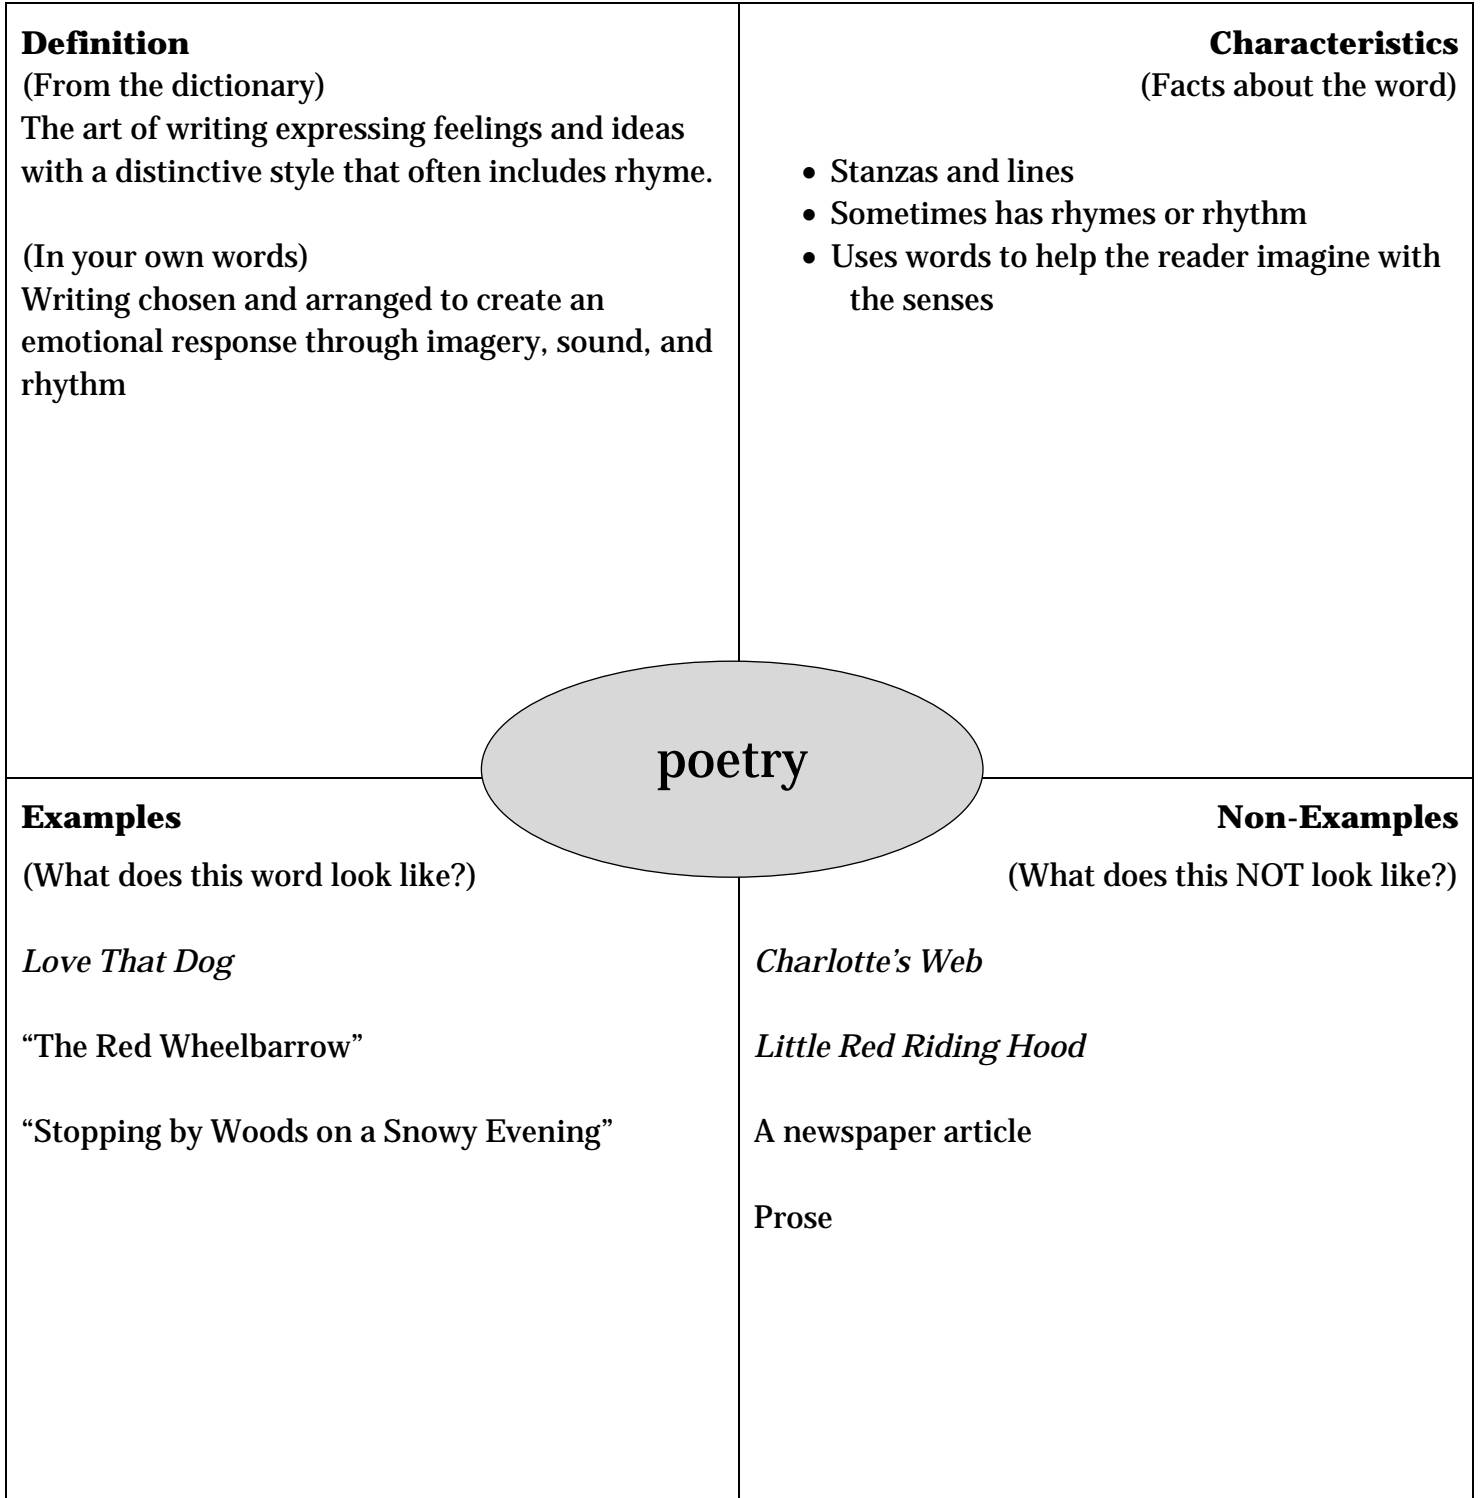 Definition
(From the dictionary)
The art of writing expressing feelings and ideas
with a distinctive style that often includes rhyme.
(In your own words)
Writing chosen and arranged to create an
emotional response through imagery, sound, and
rhythm
Characteristics
(Facts about the word)
• Stanzas and lines
• Sometimes has rhymes or rhythm
• Uses words to help the reader imagine with
the senses
poetry
Examples
(What does this word look like?)
Love That Dog
“The Red Wheelbarrow”
“Stopping by Woods on a Snowy Evening”
Non-Examples
(What does this NOT look like?)
Charlotte’s Web
Little Red Riding Hood
A newspaper article
Prose